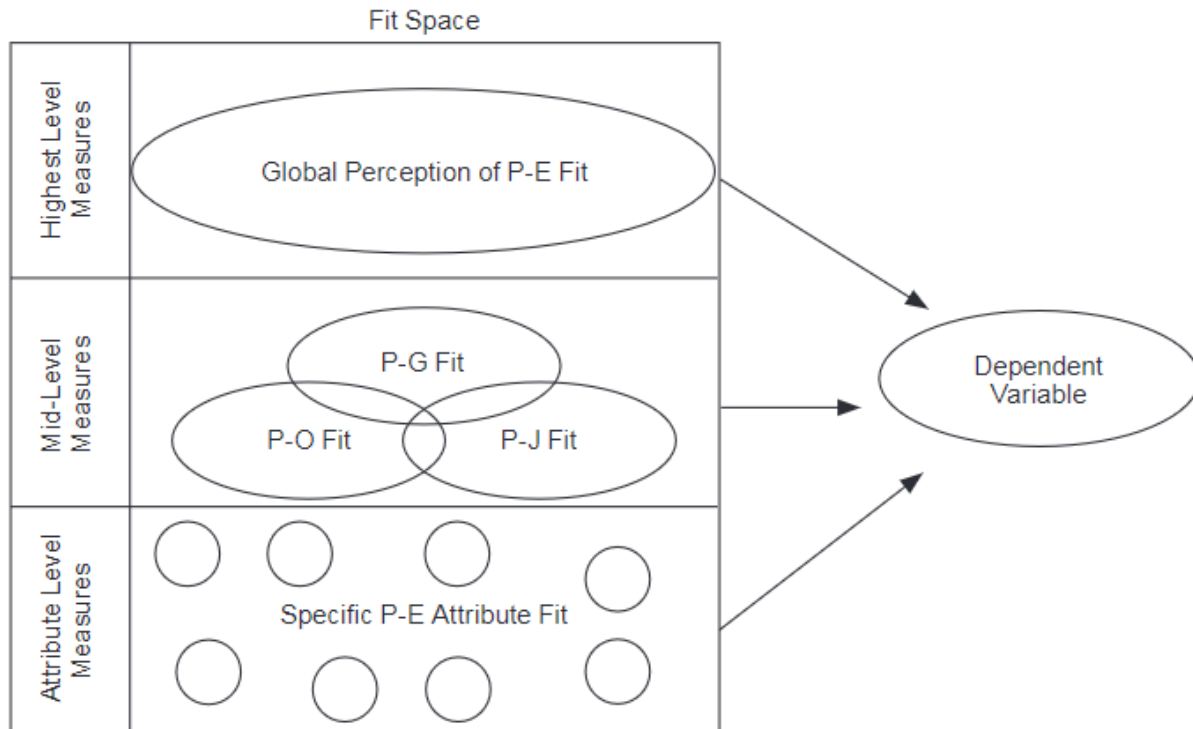 Fit Space
Highest Level
Measures
Global Perception of P-E Fit
Mid-Level
Measures
P-G Fit
P-O Fit
P-J Fit
Attribute Level
Measures
Specific P-E Attribute Fit
Dependent
Variable